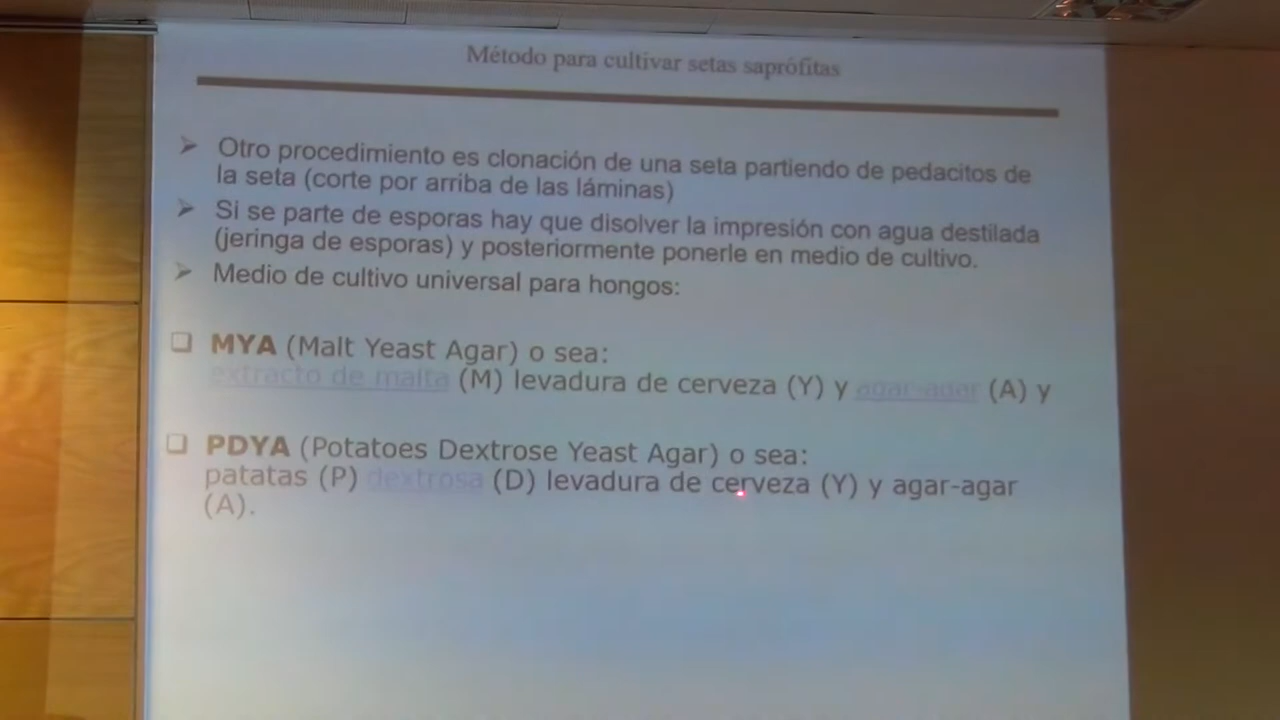 Método para cultivar setas saprófitas
➢ Otro procedimiento es clonación de una seta partiendo de pedacitos de
la seta (corte por arriba de las láminas)
➢ Si se parte de esporas hay que disolver la impresión con agua destilada
(jeringa de esporas) y posteriormente ponerle en medio de cultivo.
➢ Medio de cultivo universal para hongos:
❑ MYA (Malt Yeast Agar) o sea:
extracto de malta (M) levadura de cerveza (Y) y agar-agar (A) y
❑ PDYA (Potatoes Dextrose Yeast Agar) o sea:
patatas (P) dextrosa (D) levadura de cerveza (Y) y agar-agar
(A).